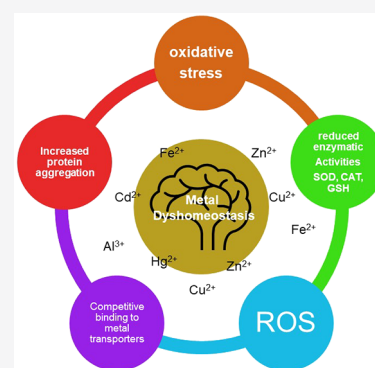 oxidative
stress
Increased
protein
aggregation
reduced
enzymatic
Activities
SOD, CAT,
GSH
Fe²⁺
Zn²⁺
Cd²⁺
Metal
Dyshomeostasis
Cu²⁺
Al³⁺
Fe²⁺
Hg²⁺
Zn²⁺
Cu²⁺
Competitive
binding to
metal
transporters
ROS